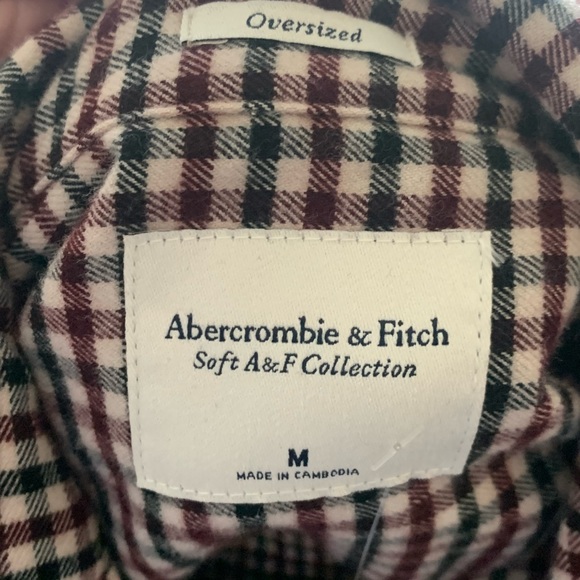 Oversized
Abercrombie & Fitch
Soft A&F Collection
M
MADE IN CAMBODIA